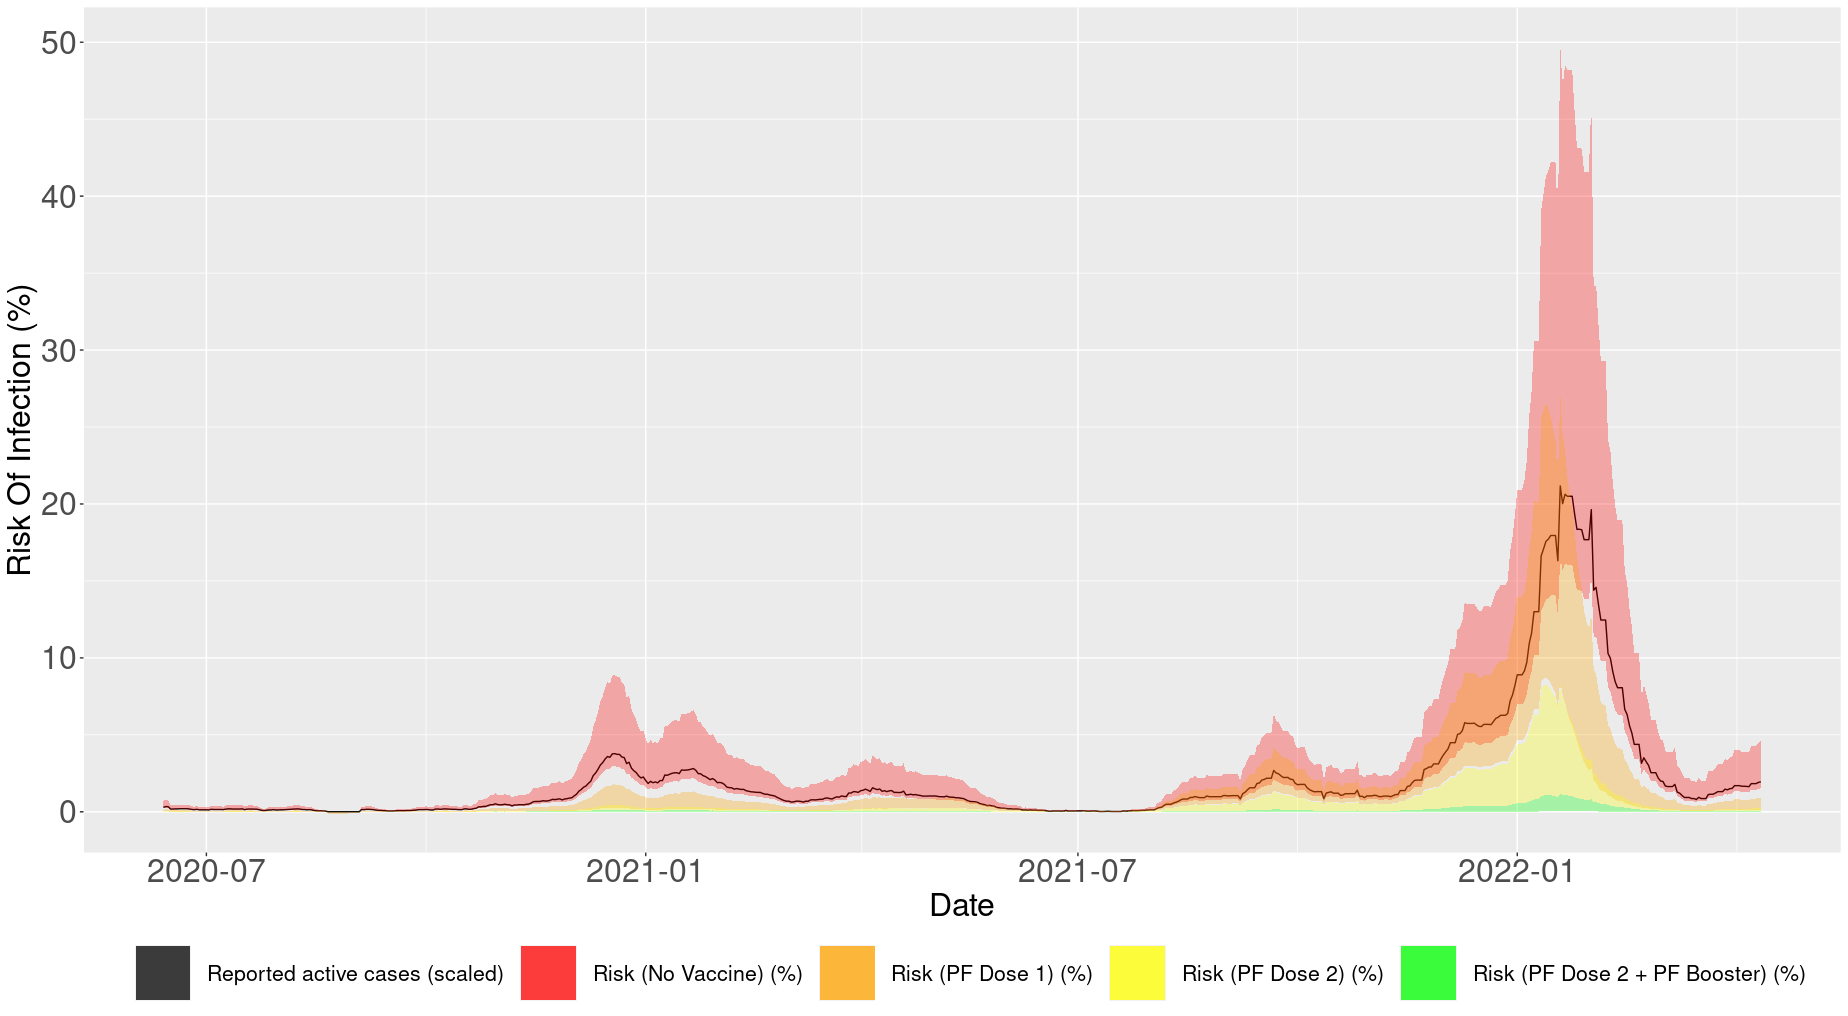 Risk Of Infection (%)
50
40
30
20
10
0
2020-07 2021-01 2021-07 2022-01
Date
Reported active cases (scaled) Risk (No Vaccine) (%) Risk (PF Dose 1) (%) Risk (PF Dose 2) (%) Risk (PF Dose 2 + PF Booster) (%)